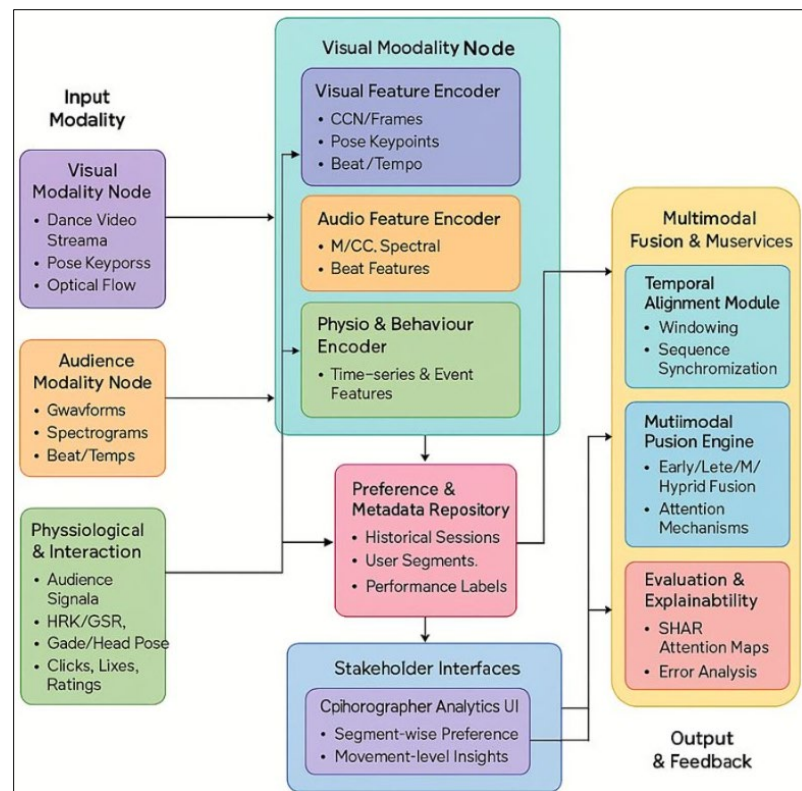 Input
Modality
Visual
Modality Node
• Dance Video
Streama
• Pose Keyporss
• Optical Flow
Audience
Modality Node
• Gwavforms
• Spectrograms
• Beat/Temps
Physsiological
& Interaction
• Audience
Signala
• HRK/GSR,
• Gade/Head Pose
• Clicks, Lixes,
Ratings
Visual Moodality Node
Visual Feature Encoder
• CCN/Frames
• Pose Keypoints
• Beat/Tempo
Audio Feature Encoder
• M/CC, Spectral
• Beat Features
Physio & Behaviour
Encoder
• Time-series & Event
Features
Preference &
Metadata Repository
• Historical Sessions
• User Segments.
• Performance Labels
Stakeholder Interfaces
Cpihorographer Analytics UI
• Segment-wise Preference
• Movement-level Insights
Multimodal
Fusion & Muservices
Temporal
Alignment Module
• Windowing
• Sequence
Synchronization
Mutiimodal
Pusion Engine
• Early/Lete/M/
Hyprid Fusion
• Attention
Mechanisms
Evaluation &
Explainabtility
• SHAR
Attention Maps
• Error Analysis
Output
& Feedback